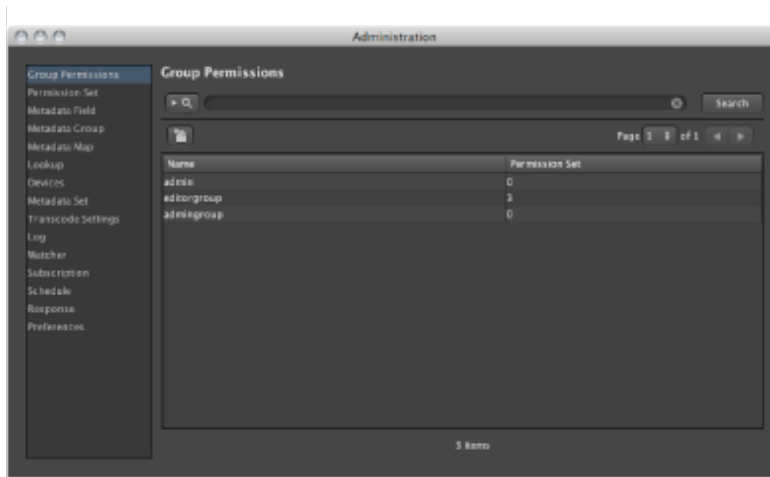 Administration
Group Permissions
Permission Set
Metadata Field
Metadata Group
Metadata Map
Lookup
Devices
Metadata Set
Transcode Settings
Log
Watcher
Subscription
Schedule
Response
Preferences
Group Permissions
Search
Page 1 of 1
Name Permission Set
admin 0
editorgroup 3
admingroup 0
3 items